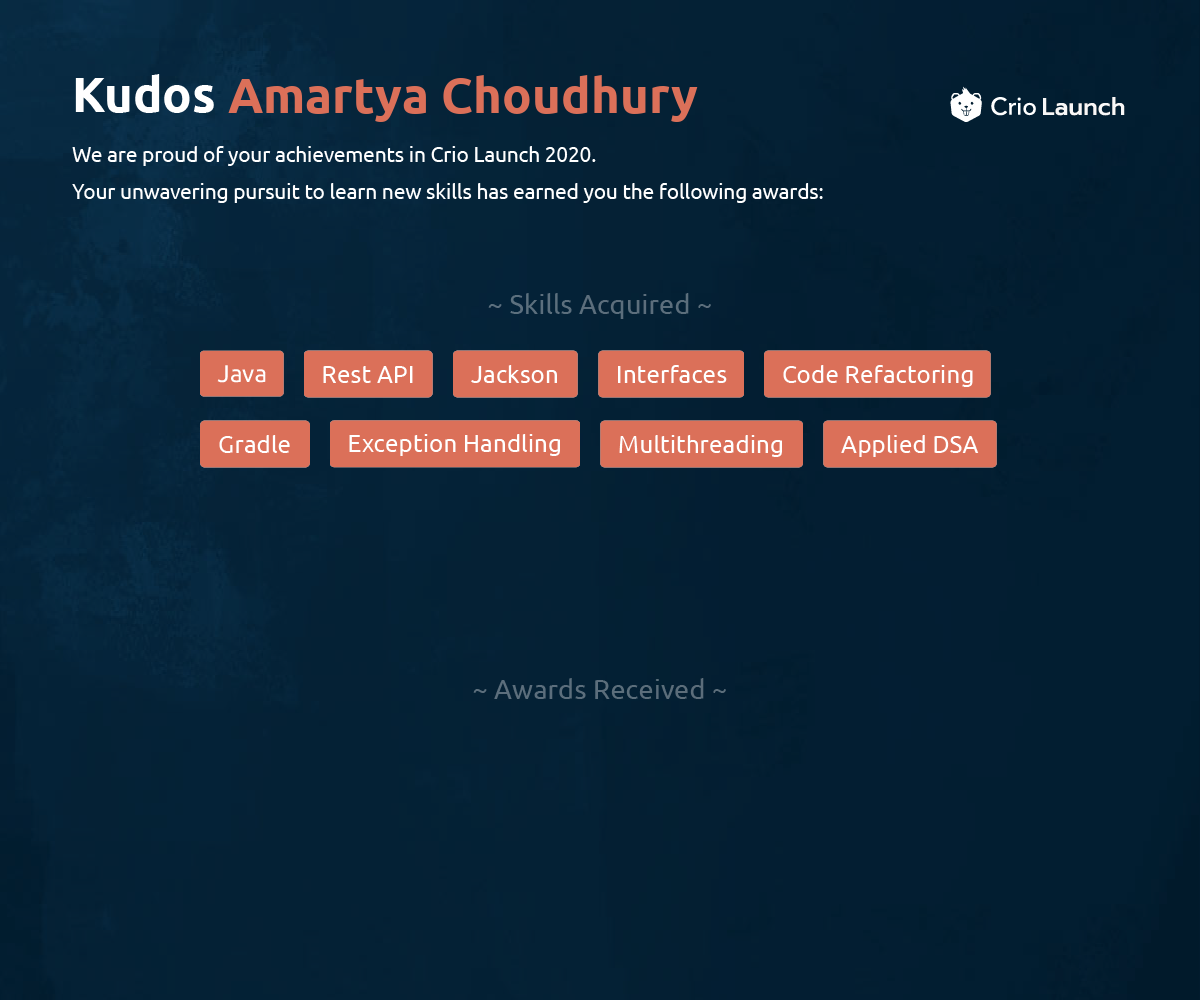 Kudos Amartya Choudhury
Crio Launch
We are proud of your achievements in Crio Launch 2020.
Your unwavering pursuit to learn new skills has earned you the following awards:
~ Skills Acquired ~
Java Rest API Jackson Interfaces Code Refactoring
Gradle Exception Handling Multithreading Applied DSA
~ Awards Received ~